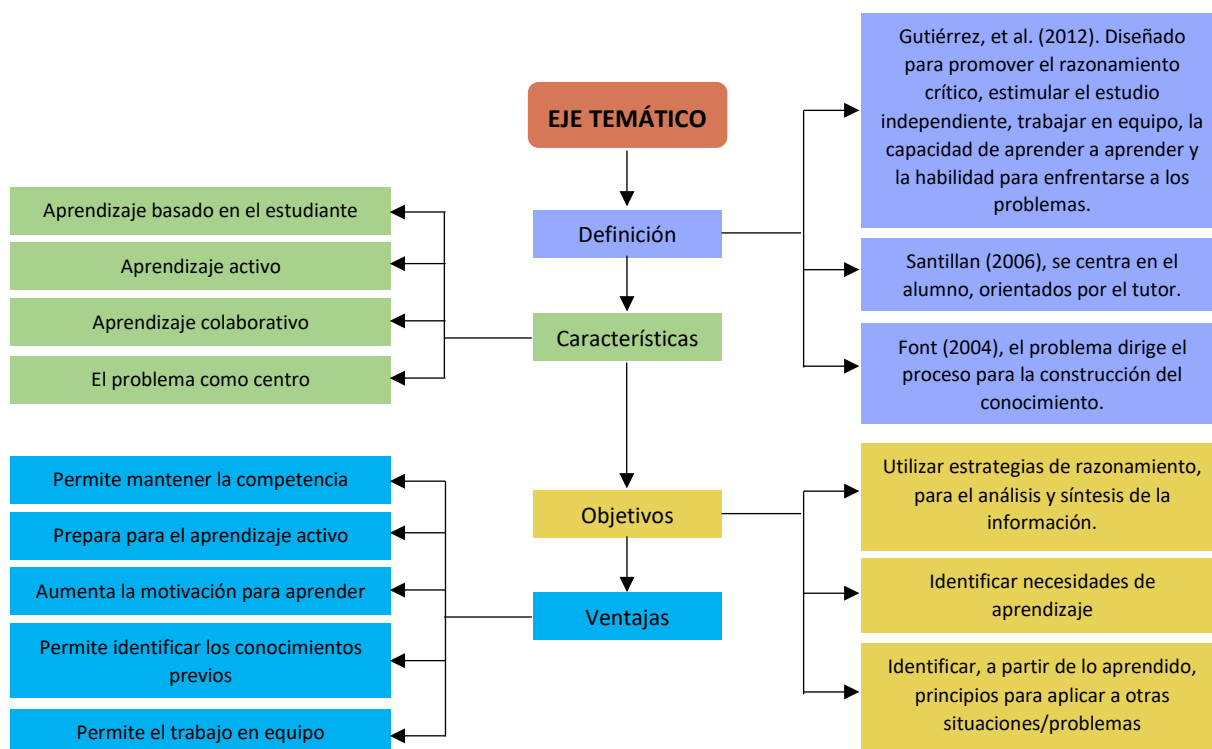 EJE TEMÁTICO
Definición
Gutiérrez, et al. (2012). Diseñado
para promover el razonamiento
crítico, estimular el estudio
independiente, trabajar en equipo, la
capacidad de aprender a aprender y
la habilidad para enfrentarse a los
problemas.
Santillan (2006), se centra en el
alumno, orientados por el tutor.
Font (2004), el problema dirige el
proceso para la construcción del
conocimiento.
Características
Aprendizaje basado en el estudiante
Aprendizaje activo
Aprendizaje colaborativo
El problema como centro
Objetivos
Utilizar estrategias de razonamiento,
para el análisis y síntesis de la
información.
Identificar necesidades de
aprendizaje
Identificar, a partir de lo aprendido,
principios para aplicar a otras
situaciones/problemas
Ventajas
Permite mantener la competencia
Prepara para el aprendizaje activo
Aumenta la motivación para aprender
Permite identificar los conocimientos
previos
Permite el trabajo en equipo